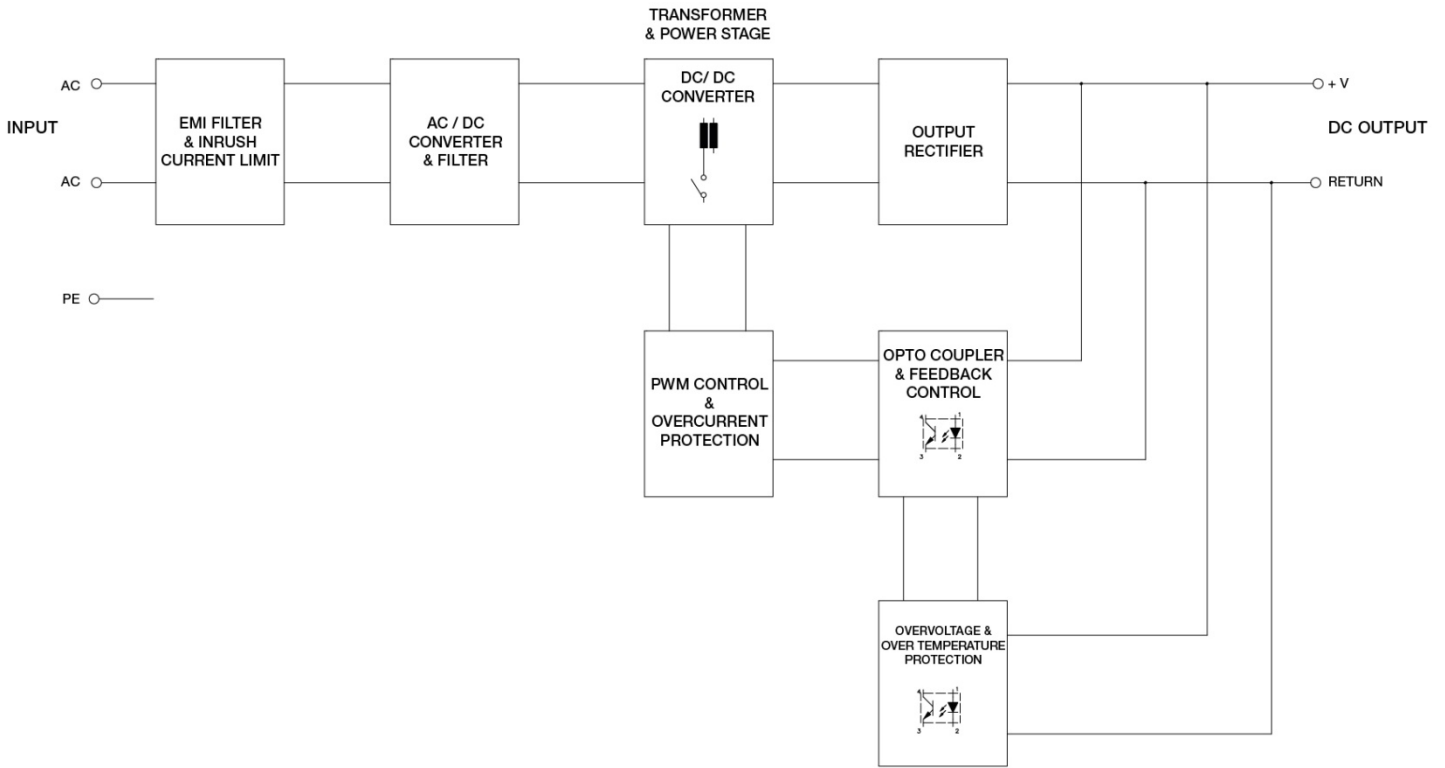 TRANSFORMER
& POWER STAGE
AC
INPUT
AC
PE
EMI FILTER
& INRUSH
CURRENT LIMIT
AC / DC
CONVERTER
& FILTER
DC/ DC
CONVERTER
OUTPUT
RECTIFIER
+ V
DC OUTPUT
RETURN
PWM CONTROL
&
OVERCURRENT
PROTECTION
OPTO COUPLER
& FEEDBACK
CONTROL
4 1
3 2
OVERVOLTAGE &
OVER TEMPERATURE
PROTECTION
4 1
3 2